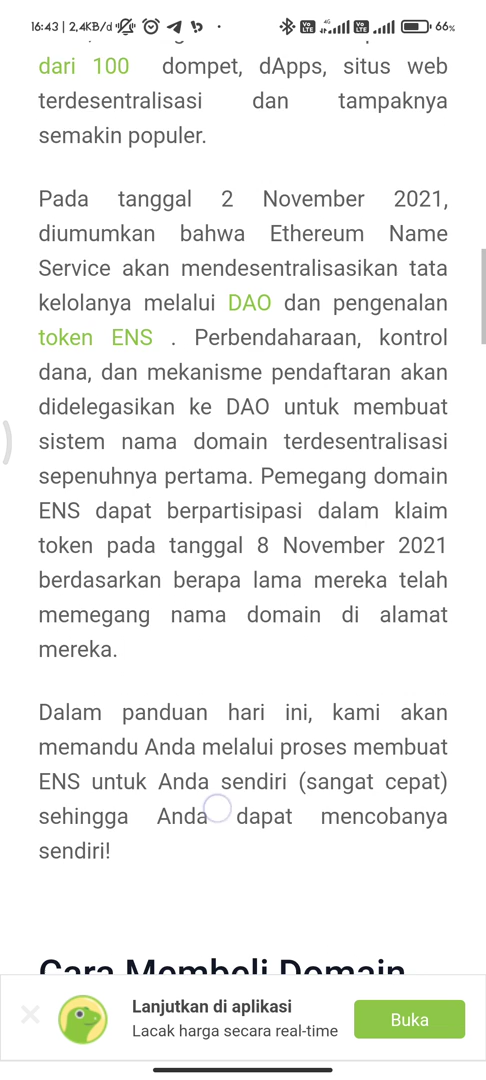 16:43 | 2,4KB/d
66%
dari 100 dompet, dApps, situs web
terdesentralisasi dan tampaknya
semakin populer.
Pada tanggal 2 November 2021,
diumumkan bahwa Ethereum Name
Service akan mendesentralisasikan tata
kelolanya melalui DAO dan pengenalan
token ENS . Perbendaharaan, kontrol
dana, dan mekanisme pendaftaran akan
didelegasikan ke DAO untuk membuat
sistem nama domain terdesentralisasi
sepenuhnya pertama. Pemegang domain
ENS dapat berpartisipasi dalam klaim
token pada tanggal 8 November 2021
berdasarkan berapa lama mereka telah
memegang nama domain di alamat
mereka.
Dalam panduan hari ini, kami akan
memandu Anda melalui proses membuat
ENS untuk Anda sendiri (sangat cepat)
sehingga Anda dapat mencobanya
sendiri!
Cara Membeli Domain
Lanjutkan di aplikasi
Lacak harga secara real-time
Buka